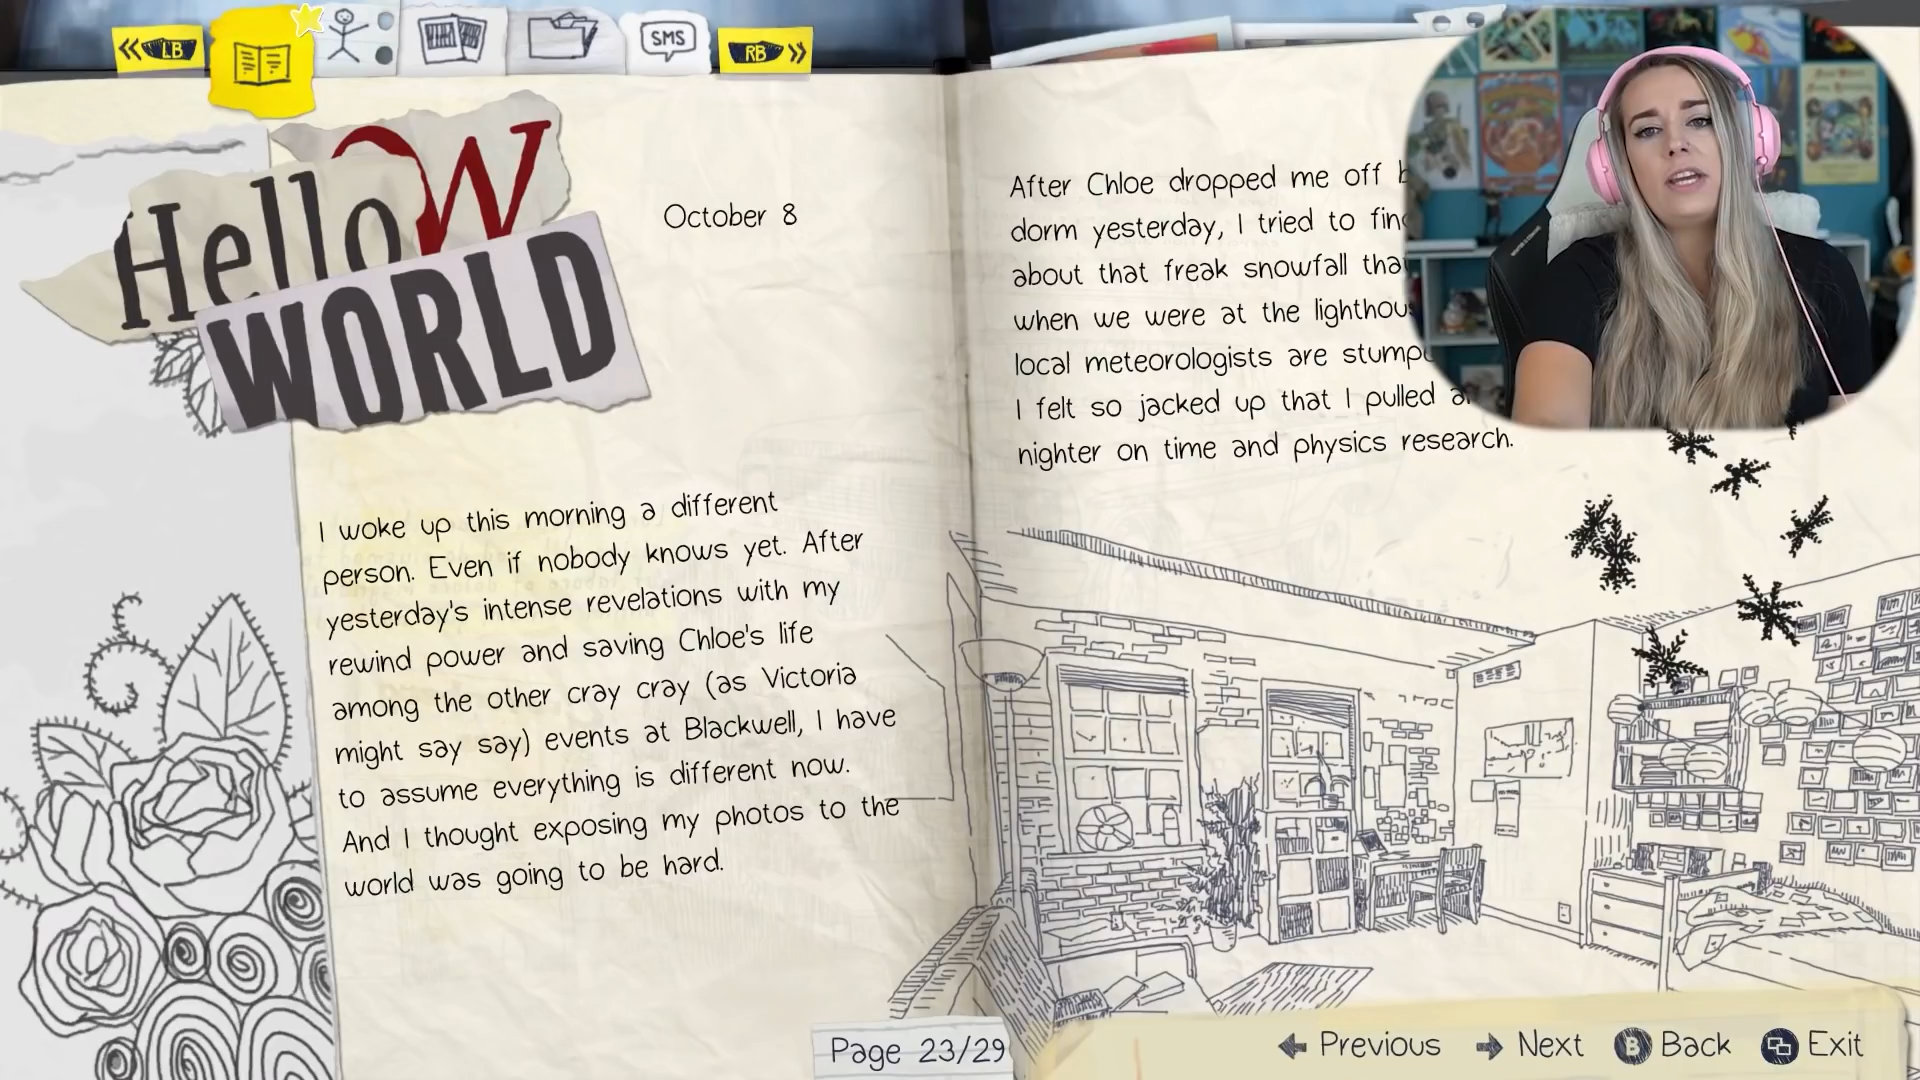 LB
SMS
RB
HelloW
WORLD
October 8
I woke up this morning a different
person. Even if nobody knows yet. After
yesterday's intense revelations with my
rewind power and saving Chloe's life
among the other cray cray (as Victoria
might say say) events at Blackwell, I have
to assume everything is different now.
And I thought exposing my photos to the
world was going to be hard.
After Chloe dropped me off
dorm yesterday, I tried to
about that freak snowfall
when we were at the
local meteorologists are
I felt so jacked up that I pulled
nighter on time and physics research.
Page 23/29
Previous
Next
B Back
Exit